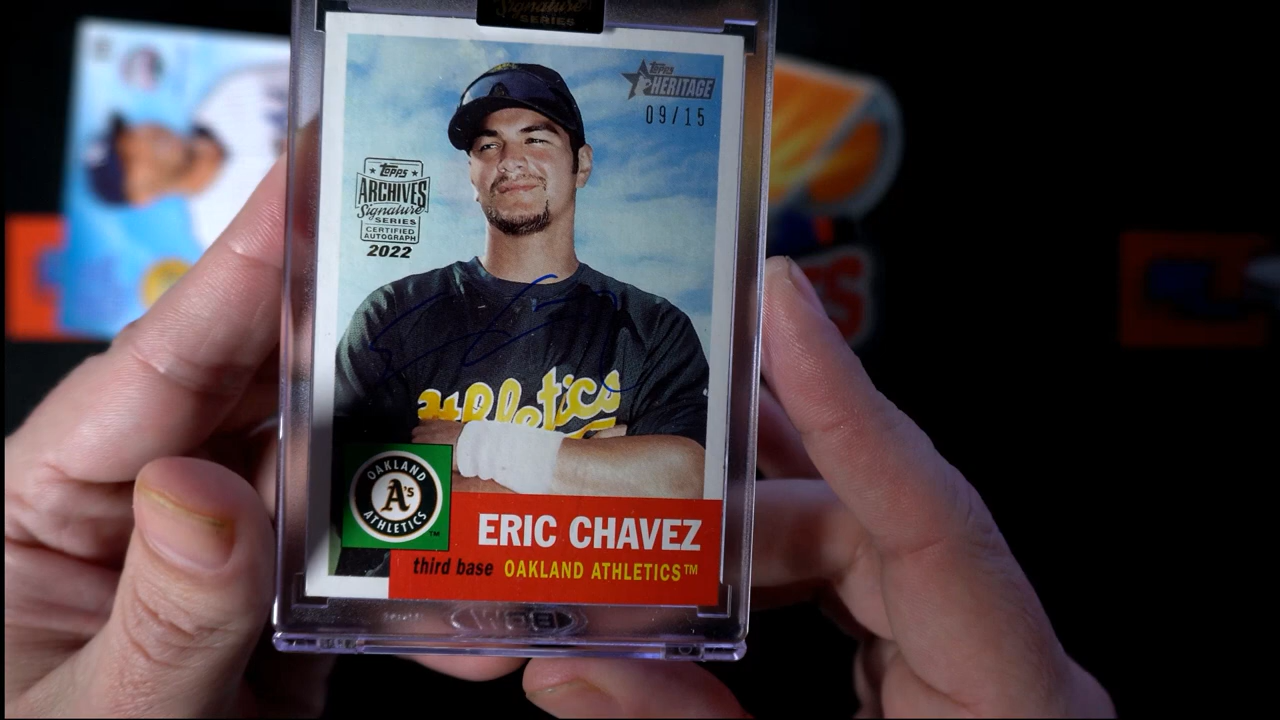 Signature
SERIES
Topps
HERITAGE
09/15
Topps
ARCHIVES
Signature
SERIES
CERTIFIED
AUTOGRAPH
2022
Athletics
OAKLAND
A's
ATHLETICS
TM
ERIC CHAVEZ
third base OAKLAND ATHLETICS™